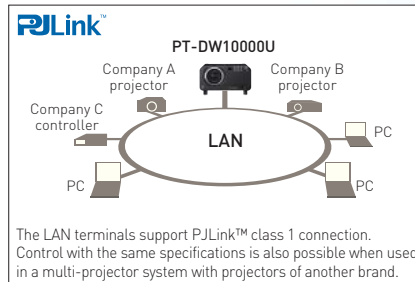 PJLink™
PT-DW10000U
Company A
projector
Company B
projector
Company C
controller
LAN
PC
PC
PC
The LAN terminals support PJLink™ class 1 connection.
Control with the same specifications is also possible when used
in a multi-projector system with projectors of another brand.